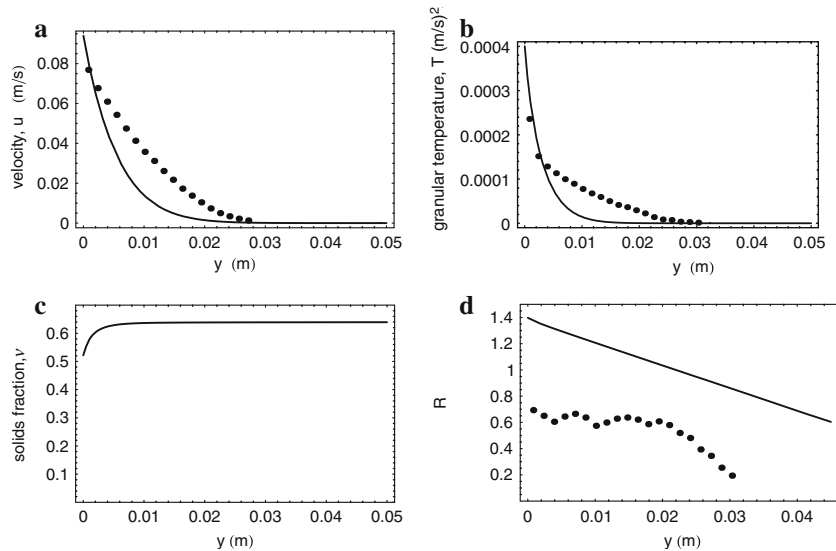 a
0.08
0.06
0.04
0.02
0
velocity, u (m/s)
0 0.01 0.02 0.03 0.04 0.05
y (m)
b
0.0004
0.0003
0.0002
0.0001
0
granular temperature, T (m/s)²
0 0.01 0.02 0.03 0.04 0.05
y (m)
c
0.6
0.5
0.4
0.3
0.2
0.1
solids fraction,ν
0 0.01 0.02 0.03 0.04 0.05
y (m)
d
1.4
1.2
1
0.8
0.6
0.4
0.2
R
0 0.01 0.02 0.03 0.04
y (m)